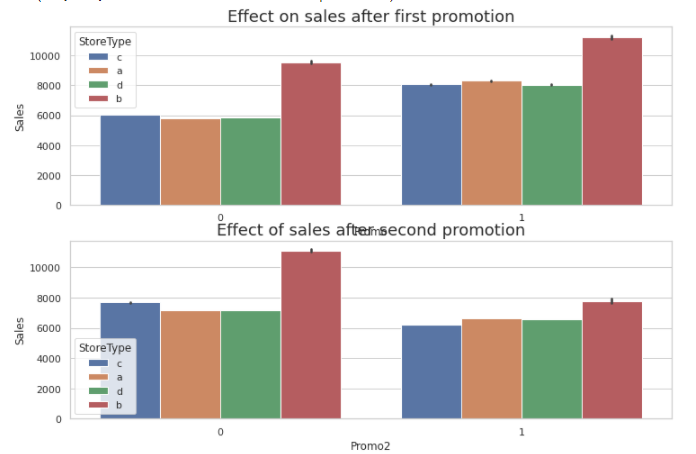 Effect on sales after first promotion
StoreType
c
a
d
b
Sales
10000
8000
6000
4000
2000
0
0
1
Promo
Effect of sales after second promotion
Sales
10000
8000
6000
4000
2000
0
StoreType
c
a
d
b
0
1
Promo2